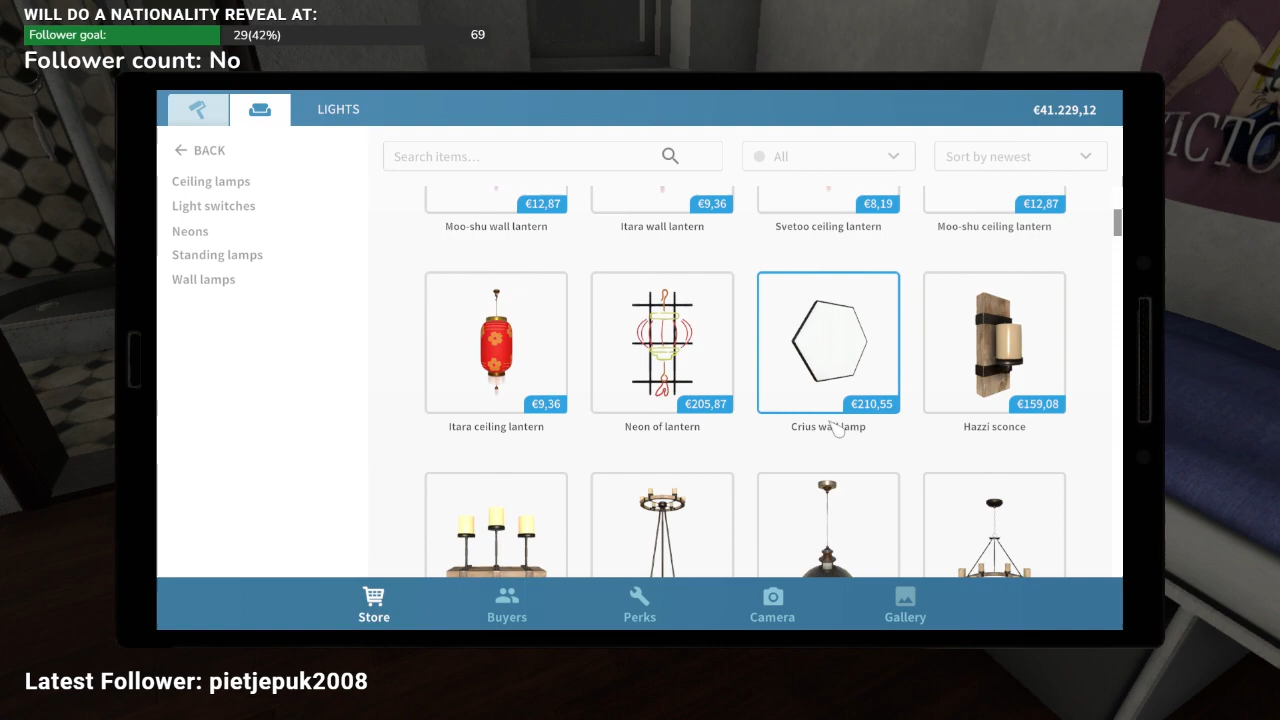 WILL DO A NATIONALITY REVEAL AT:
Follower goal: 29(42%) 69
Follower count: No
LIGHTS €41.229,12
BACK
Search items... All Sort by newest
Ceiling lamps
Light switches
Neons
Standing lamps
Wall lamps
€12,87 €9,36 €8,19 €12,87
Moo-shu wall lantern Itara wall lantern Svetoo ceiling lantern Moo-shu ceiling lantern
€9,36 €205,87 €210,55 €159,08
Itara ceiling lantern Neon of lantern Crius wall lamp Hazzi sconce
Store Buyers Perks Camera Gallery
Latest Follower: pietjepuk2008